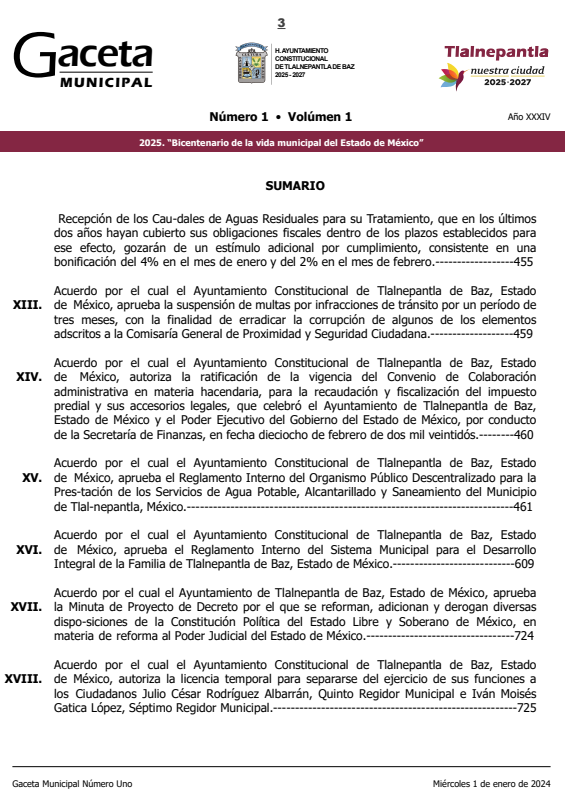 3
Gaceta
MUNICIPAL
H. AYUNTAMIENTO
CONSTITUCIONAL
DE TLALNEPANTLA DE BAZ
2025 - 2027
Tlalnepantla
nuestra ciudad
2025-2027
Número 1 • Volúmen 1
Año XXXIV
2025. “Bicentenario de la vida municipal del Estado de México”
SUMARIO
Recepción de los Cau-dales de Aguas Residuales para su Tratamiento, que en los últimos
dos años hayan cubierto sus obligaciones fiscales dentro de los plazos establecidos para
ese efecto, gozarán de un estímulo adicional por cumplimiento, consistente en una
bonificación del 4% en el mes de enero y del 2% en el mes de febrero.------------------455
Acuerdo por el cual el Ayuntamiento Constitucional de Tlalnepantla de Baz, Estado
XIII. de México, aprueba la suspensión de multas por infracciones de tránsito por un período de
tres meses, con la finalidad de erradicar la corrupción de algunos de los elementos
adscritos a la Comisaría General de Proximidad y Seguridad Ciudadana.-------------------459
Acuerdo por el cual el Ayuntamiento Constitucional de Tlalnepantla de Baz, Estado
XIV. de México, autoriza la ratificación de la vigencia del Convenio de Colaboración
administrativa en materia hacendaria, para la recaudación y fiscalización del impuesto
predial y sus accesorios legales, que celebró el Ayuntamiento de Tlalnepantla de Baz,
Estado de México y el Poder Ejecutivo del Gobierno del Estado de México, por conducto
de la Secretaría de Finanzas, en fecha dieciocho de febrero de dos mil veintidós.--------460
Acuerdo por el cual el Ayuntamiento Constitucional de Tlalnepantla de Baz, Estado
XV. de México, aprueba el Reglamento Interno del Organismo Público Descentralizado para la
Pres-tación de los Servicios de Agua Potable, Alcantarillado y Saneamiento del Municipio
de Tlal-nepantla, México.---------------------------------------------------------------------------461
Acuerdo por el cual el Ayuntamiento Constitucional de Tlalnepantla de Baz, Estado
XVI. de México, aprueba el Reglamento Interno del Sistema Municipal para el Desarrollo
Integral de la Familia de Tlalnepantla de Baz, Estado de México.----------------------------609
Acuerdo por el cual el Ayuntamiento de Tlalnepantla de Baz, Estado de México, aprueba
XVII. la Minuta de Proyecto de Decreto por el que se reforman, adicionan y derogan diversas
dispo-siciones de la Constitución Política del Estado Libre y Soberano de México, en
materia de reforma al Poder Judicial del Estado de México.----------------------------------724
Acuerdo por el cual el Ayuntamiento Constitucional de Tlalnepantla de Baz, Estado
XVIII. de México, autoriza la licencia temporal para separarse del ejercicio de sus funciones a
los Ciudadanos Julio César Rodríguez Albarrán, Quinto Regidor Municipal e Iván Moisés
Gatica López, Séptimo Regidor Municipal.--------------------------------------------------------725
Gaceta Municipal Número Uno
Miércoles 1 de enero de 2024